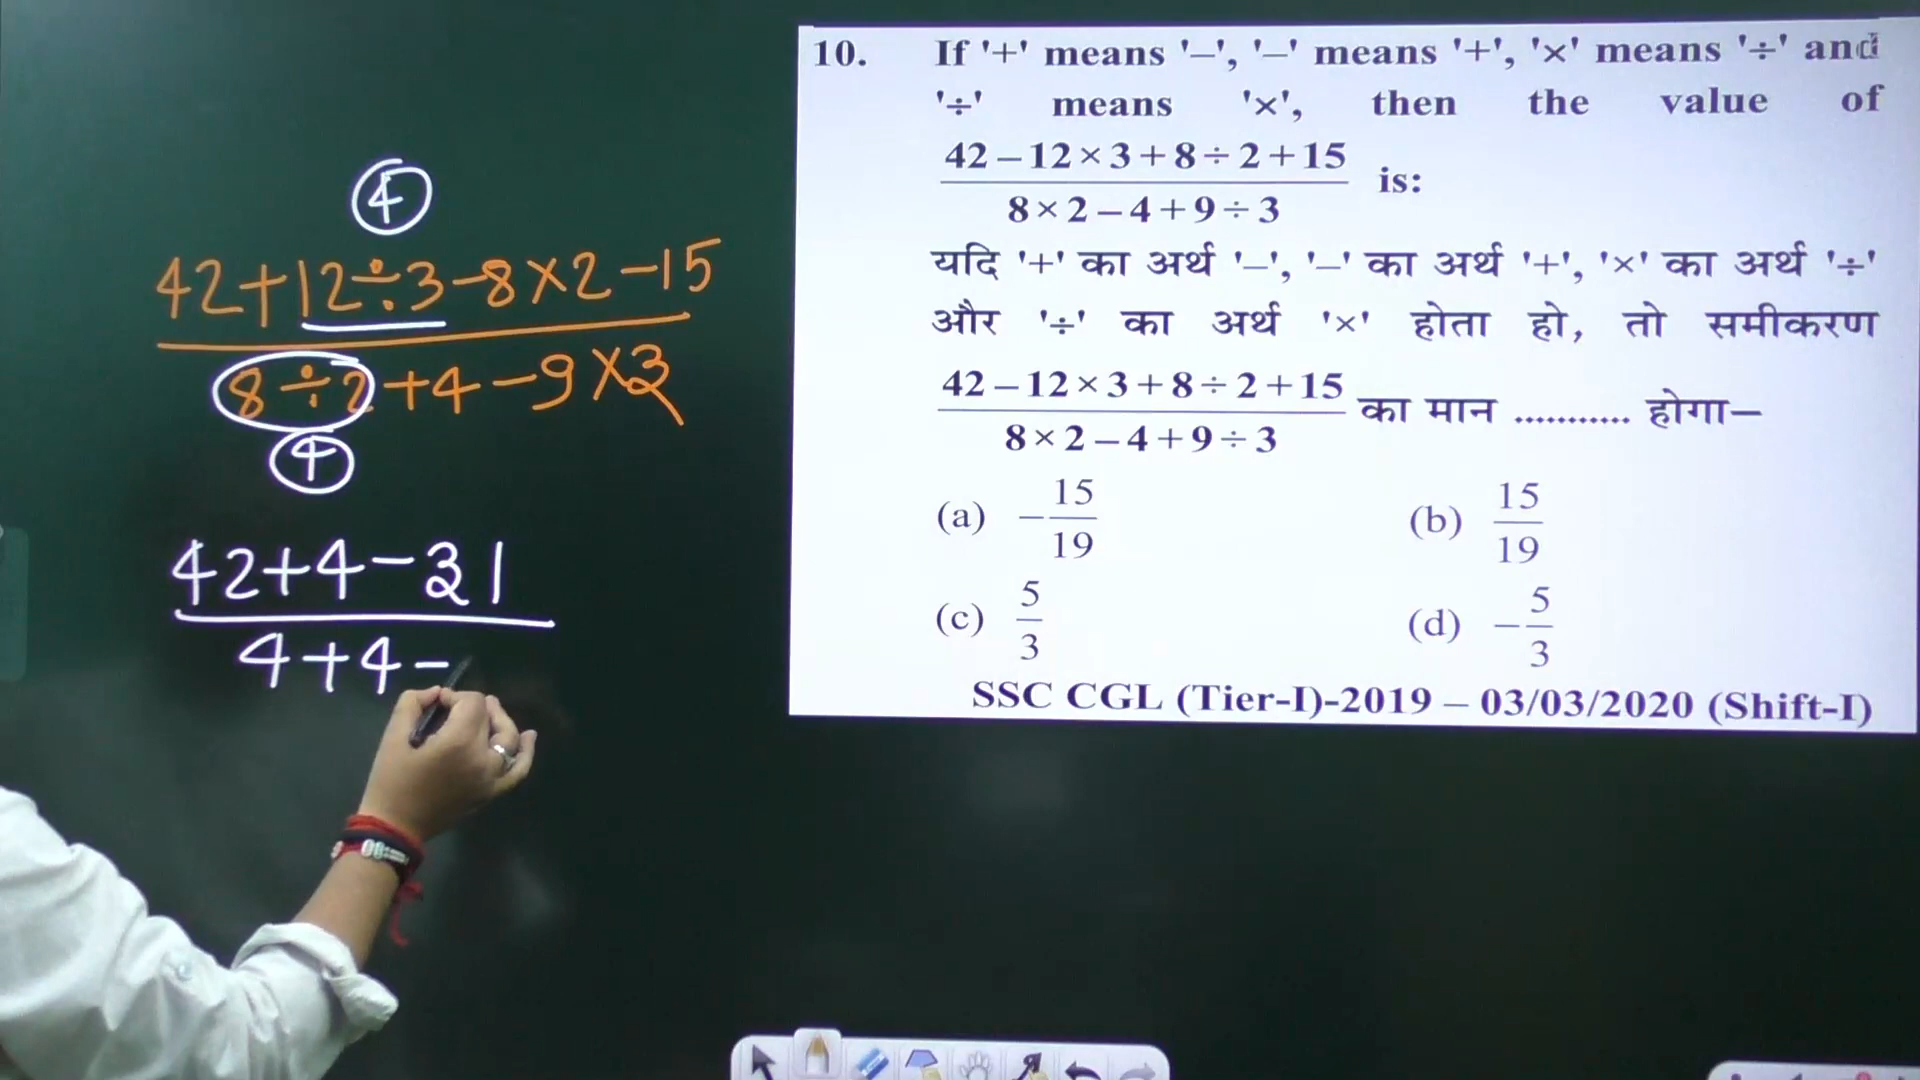 ④
42+12÷3-8×2-15
8÷2+4-9×3
④
42+4-31
4+4-
10. If '+' means '–', '–' means '+', '×' means '÷' and
'÷' means '×', then the value of
42 – 12 × 3 + 8 ÷ 2 + 15
is:
8 × 2 – 4 + 9 ÷ 3
यदि '+' का अर्थ '–', '–' का अर्थ '+', '×' का अर्थ '÷'
और '÷' का अर्थ '×' होता हो, तो समीकरण
42 – 12 × 3 + 8 ÷ 2 + 15
का मान ........... होगा–
8 × 2 – 4 + 9 ÷ 3
(a) –15/19 (b) 15/19
(c) 5/3 (d) –5/3
SSC CGL (Tier-I)-2019 – 03/03/2020 (Shift-I)